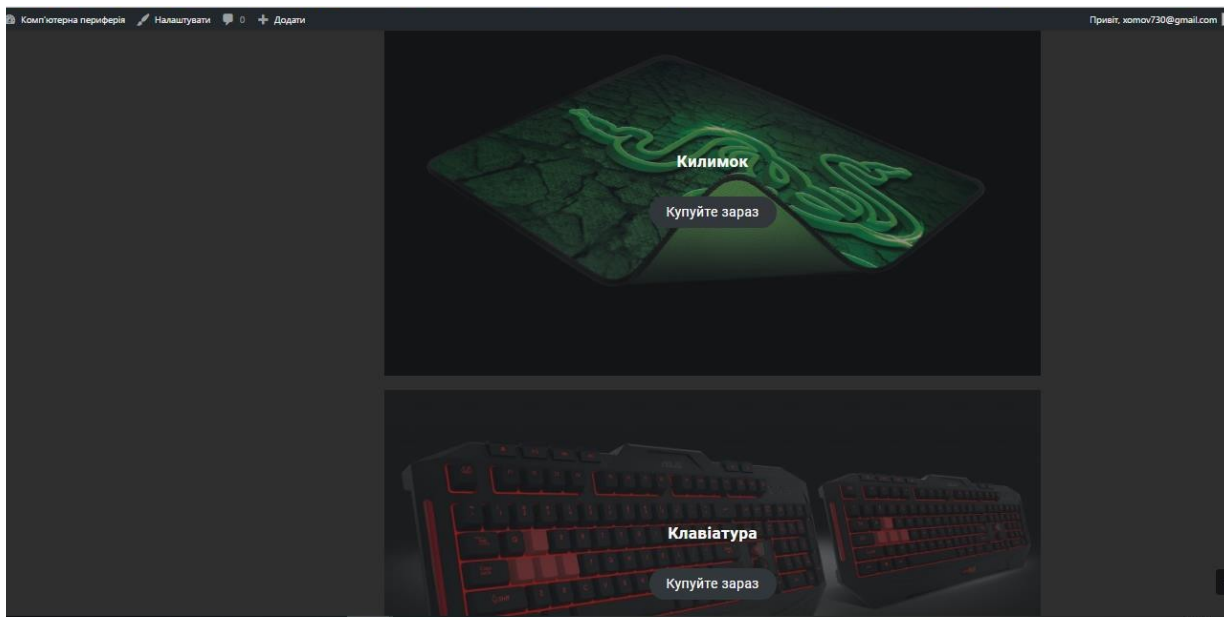 Комп'ютерна периферія Налаштувати 0 Додати Привіт, xomov730@gmail.com
Килимок
Купуйте зараз
Клавіатура
Купуйте зараз